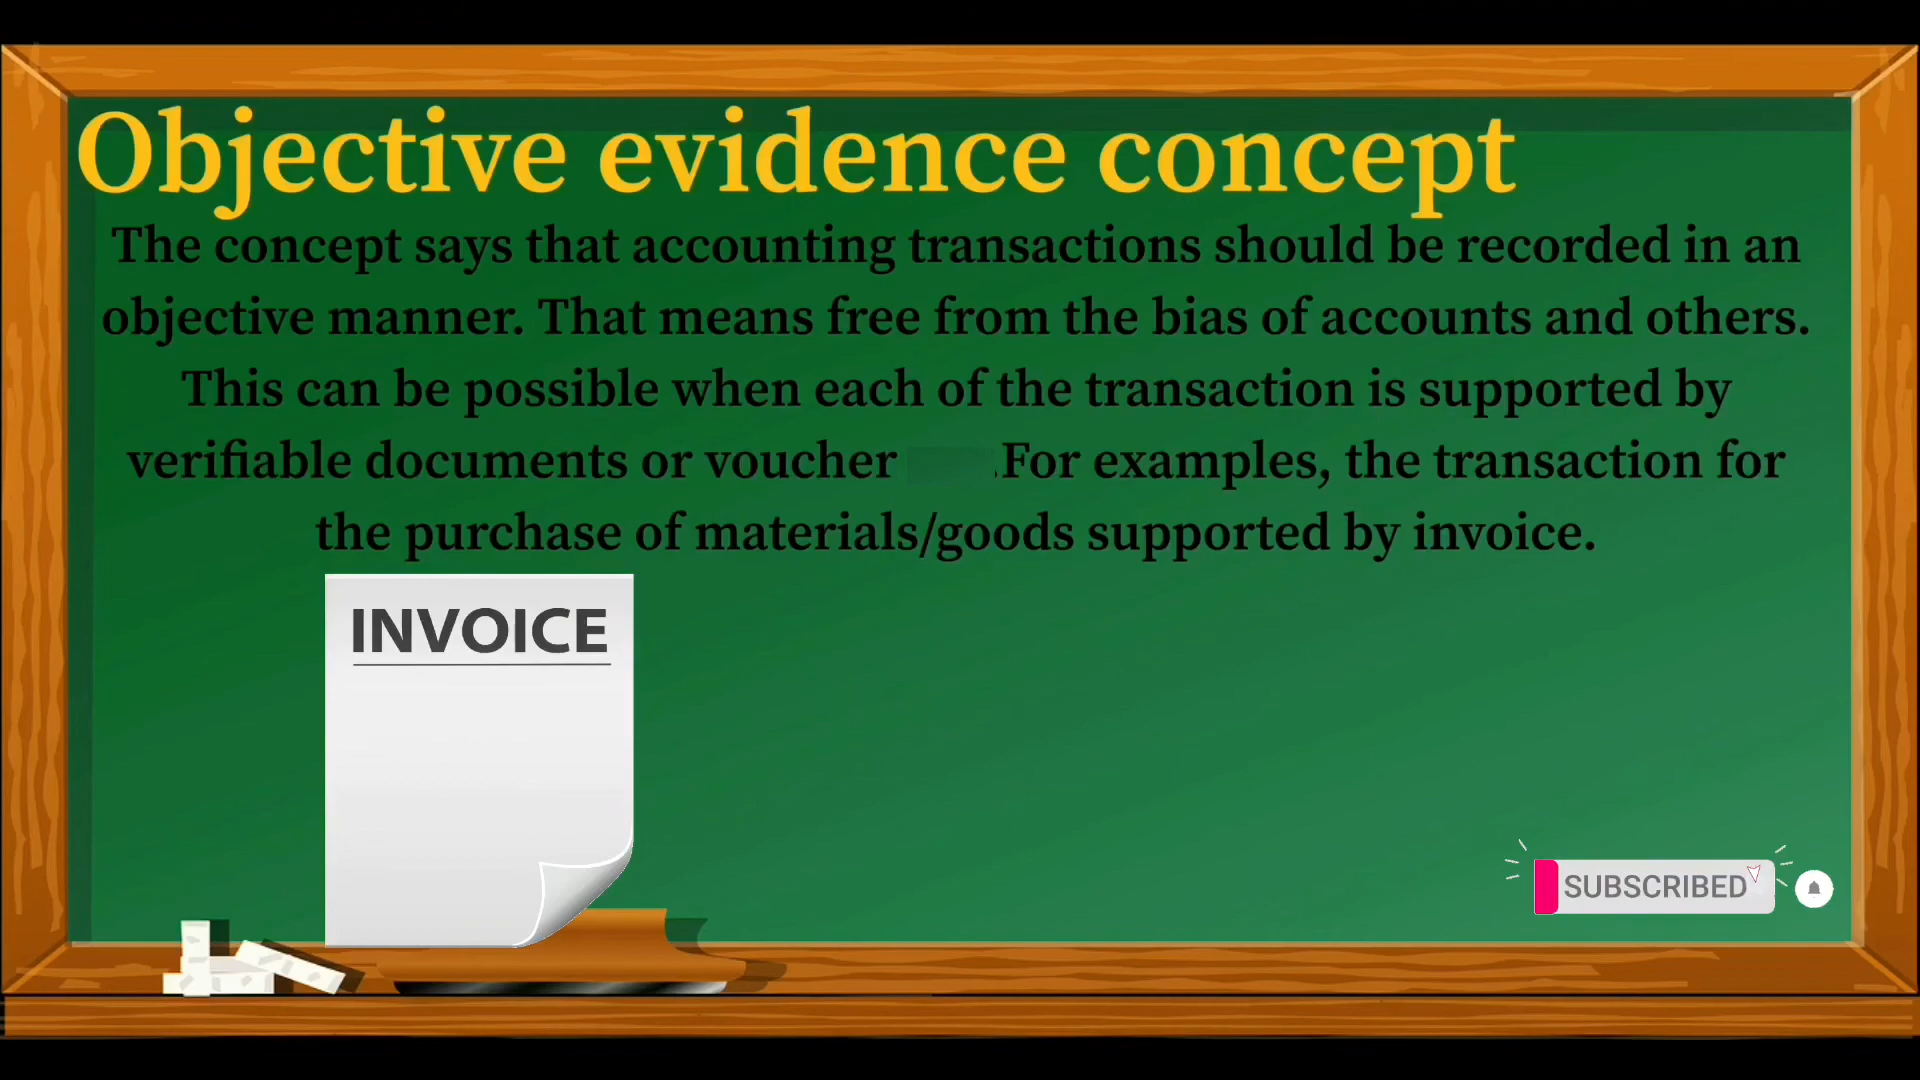 Objective evidence concept
The concept says that accounting transactions should be recorded in an
objective manner. That means free from the bias of accounts and others.
This can be possible when each of the transaction is supported by
verifiable documents or voucher .For examples, the transaction for
the purchase of materials/goods supported by invoice.
INVOICE
SUBSCRIBED